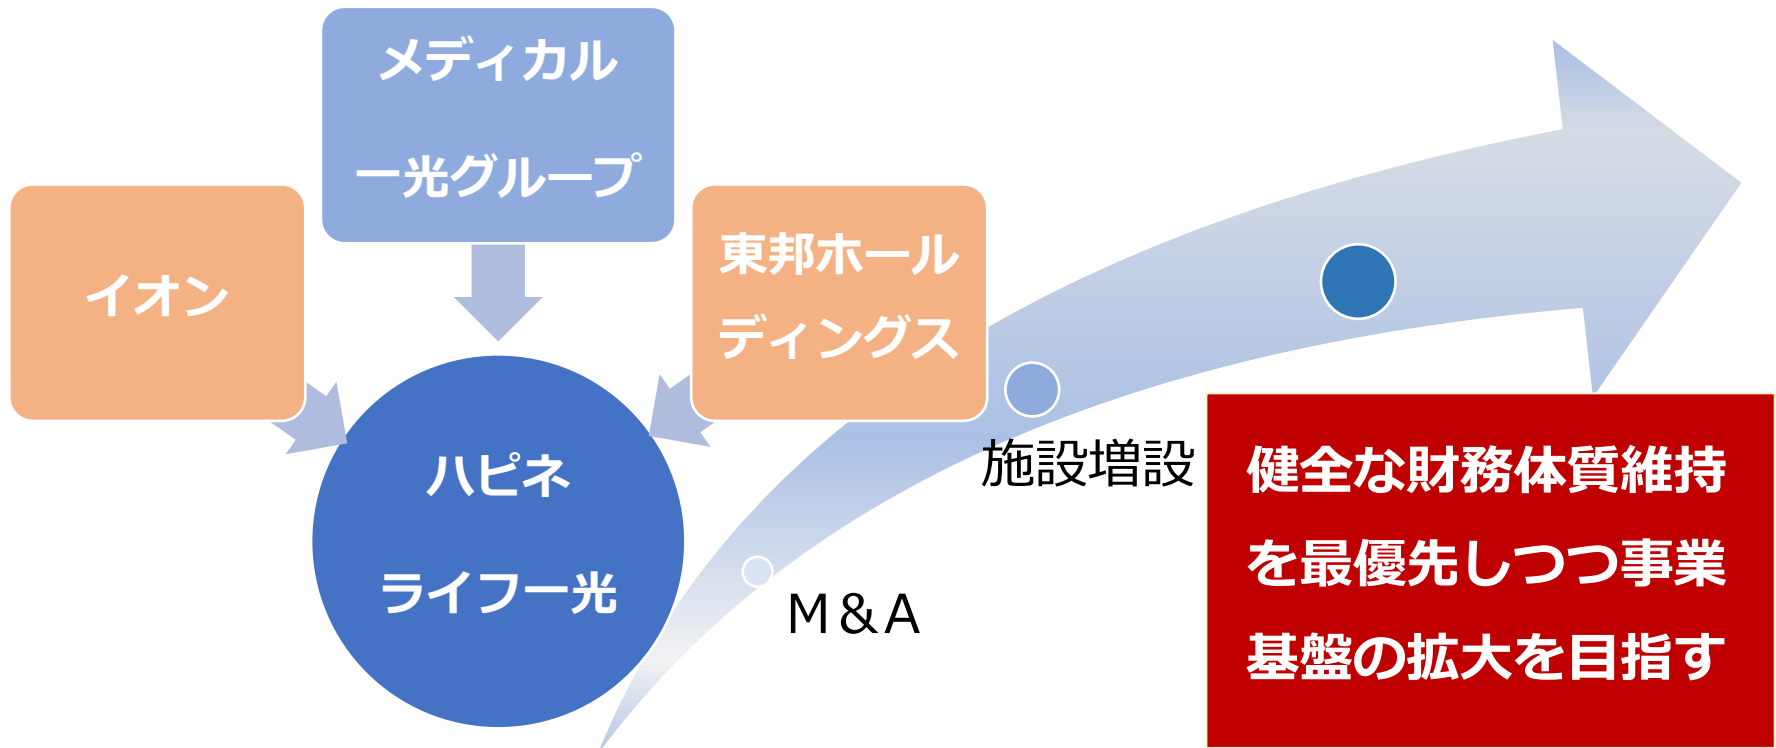 メディカル
一光グループ
イオン
東邦ホール
ディングス
ハピネ
ライフ一光
M&A
施設増設
健全な財務体質維持
を最優先しつつ事業
基盤の拡大を目指す